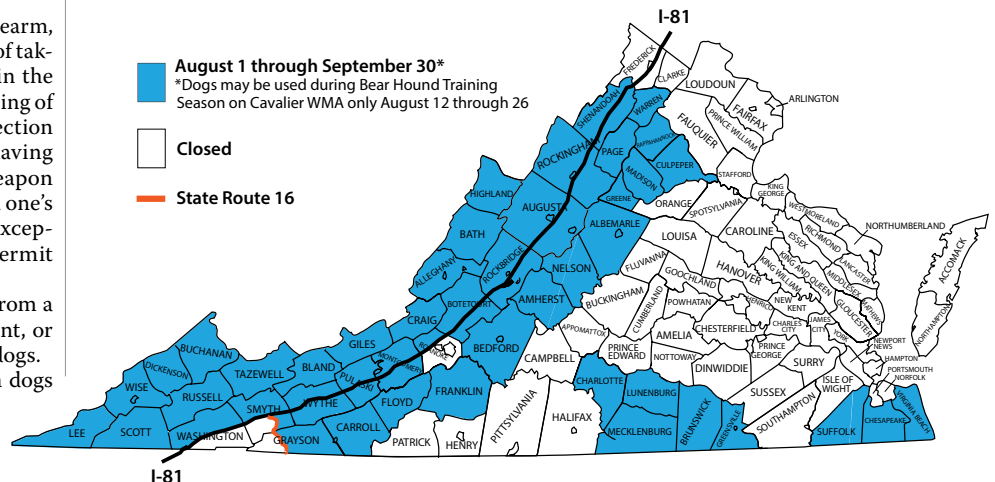 earm,
of tak-
in the
ing of
ection
aving
eapon
one's
xcep-
ermit
rom a
nt, or
dogs.
dogs
I-81
August 1 through September 30*
*Dogs may be used during Bear Hound Training
Season on Cavalier WMA only August 12 through 26
Closed
State Route 16
FREDERICK
CLARKE
LOUDOUN
ARLINGTON
SHENANDOAH
WARREN
FAIRFAX
FAUQUIER
PRINCE WILLIAM
ROCKINGHAM
PAGE
RAPPAHANNOCK
CULPEPER
MADISON
STAFFORD
HIGHLAND
AUGUSTA
GREENE
ORANGE
SPOTSYLVANIA
KING
GEORGE
WESTMORELAND
NORTHUMBERLAND
BATH
ALBEMARLE
LOUISA
CAROLINE
ESSEX
RICHMOND
LANCASTER
ACCOMACK
ALLEGHANY
ROCKBRIDGE
NELSON
FLUVANNA
GOOCHLAND
HANOVER
KING WILLIAM
KING AND QUEEN
MIDDLESEX
BOTETOURT
AMHERST
BUCKINGHAM
CUMBERLAND
POWHATAN
HENRICO
NEW
KENT
GLOUCESTER
MATHEWS
NORTHAMPTON
CRAIG
ROANOKE
BEDFORD
APPOMATTOX
AMELIA
CHESTERFIELD
CHARLES
CITY
JAMES
CITY
YORK
BUCHANAN
GILES
MONTGOMERY
CAMPBELL
PRINCE
EDWARD
NOTTOWAY
PRINCE
GEORGE
NEWPORT
NEWS
DICKENSON
TAZEWELL
BLAND
PULASKI
DINWIDDIE
SURRY
HAMPTON
PORTSMOUTH
NORFOLK
WISE
RUSSELL
SMYTH
WYTHE
FLOYD
FRANKLIN
CHARLOTTE
LUNENBURG
SUSSEX
ISLE OF
WIGHT
LEE
SCOTT
WASHINGTON
GRAYSON
CARROLL
PATRICK
HENRY
PITTSYLVANIA
HALIFAX
MECKLENBURG
BRUNSWICK
GREENSVILLE
SOUTHAMPTON
SUFFOLK
CHESAPEAKE
VIRGINIA BEACH
I-81